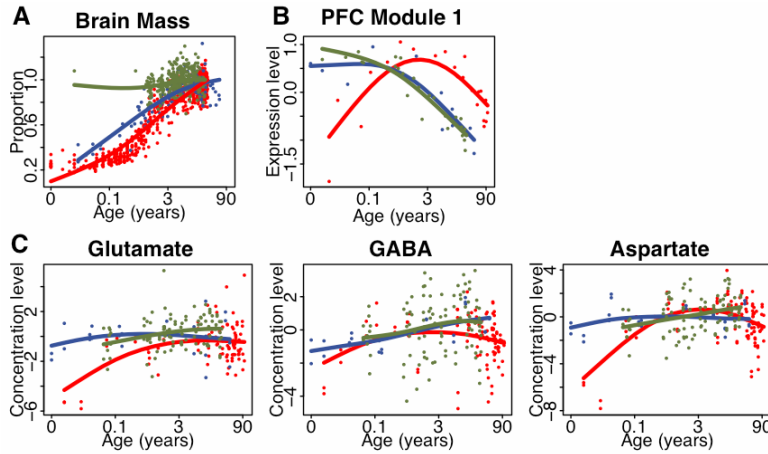 A
Brain Mass
Proportion
0.2 0.6 1.0
0 0.1 3 90
Age (years)
B
PFC Module 1
Expression level
−1.5 0.0 1.0
0 0.1 3 90
Age (years)
C
Glutamate
Concentration level
−6 −2 2
0 0.1 3 90
Age (years)
GABA
Concentration level
−4 0 2
0 0.1 3 90
Age (years)
Aspartate
Concentration level
−8 −4 0 4
0 0.1 3 90
Age (years)